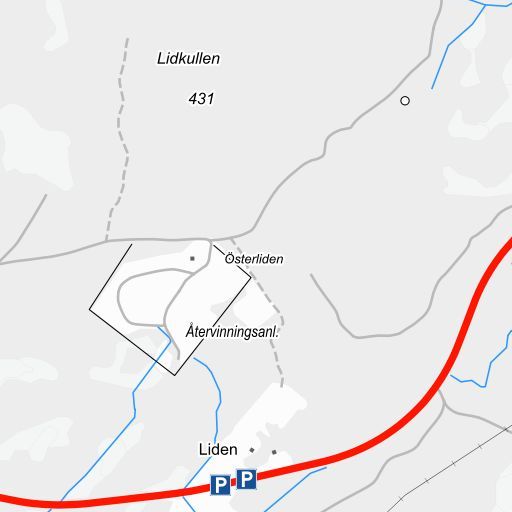 Lidkullen
431
Österliden
Återvinningsanl.
Liden
P P